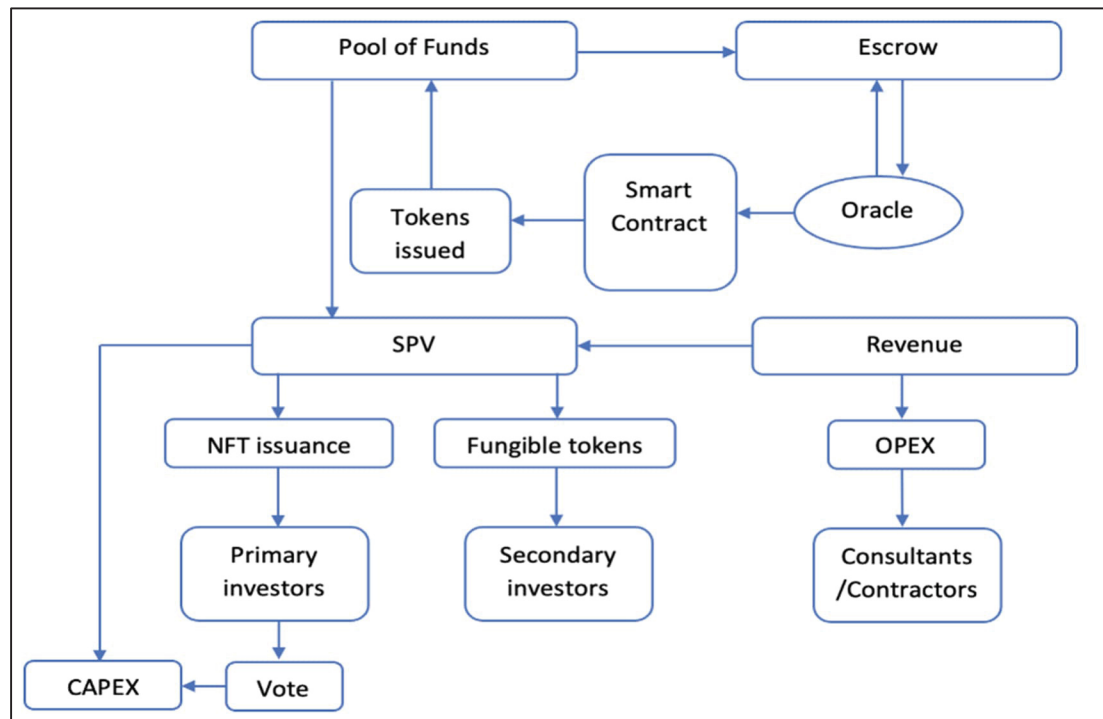 Pool of Funds
Escrow
Tokens
issued
Smart
Contract
Oracle
SPV
Revenue
NFT issuance
Fungible tokens
OPEX
Primary
investors
Secondary
investors
Consultants
/Contractors
CAPEX
Vote